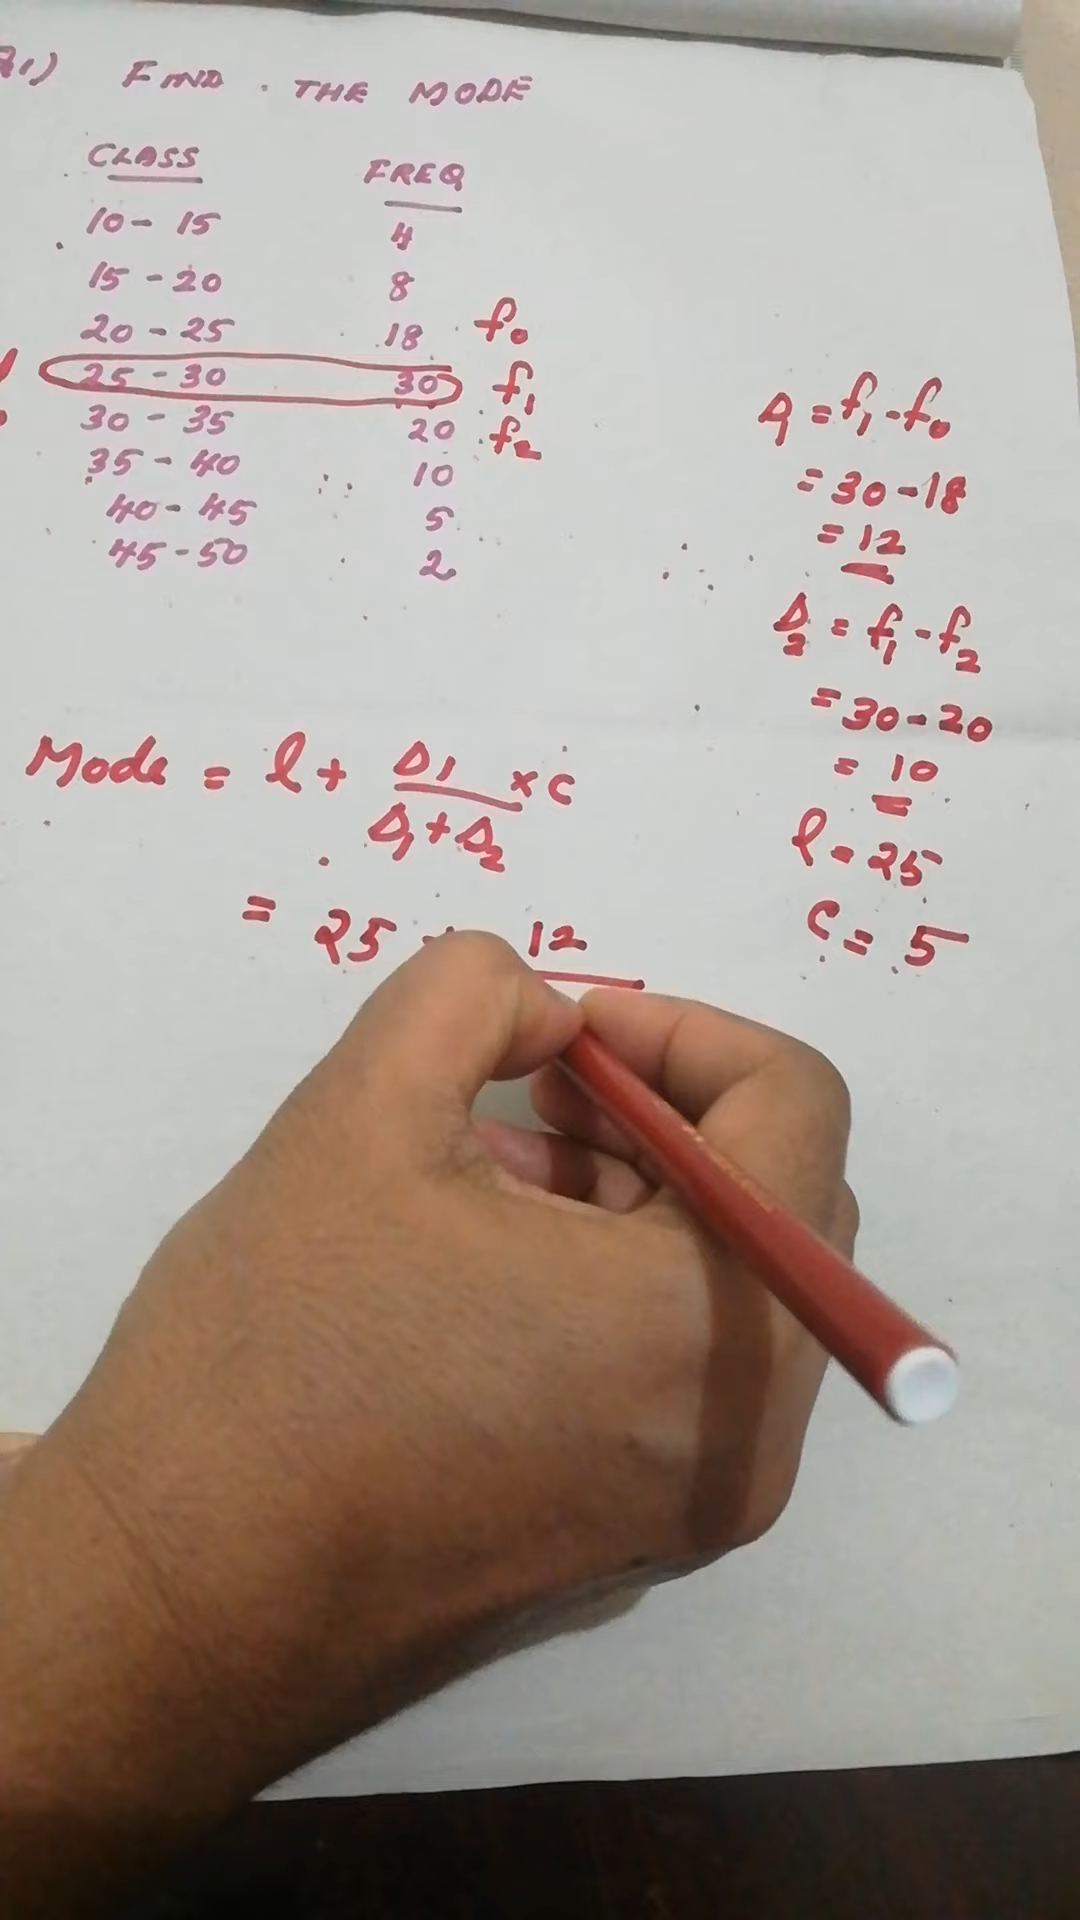 Q1) FIND THE MODE
CLASS FREQ
10 - 15 4
15 - 20 8
20 - 25 18 f0
25 - 30 30 f1
30 - 35 20 f2
35 - 40 10
40 - 45 5
45 - 50 2
Δ1 = f1 - f0
= 30 - 18
= 12
Δ2 = f1 - f2
= 30 - 20
= 10
l = 25
c = 5
Mode = l + Δ1 / Δ1 + Δ2 × c
= 25 + 12